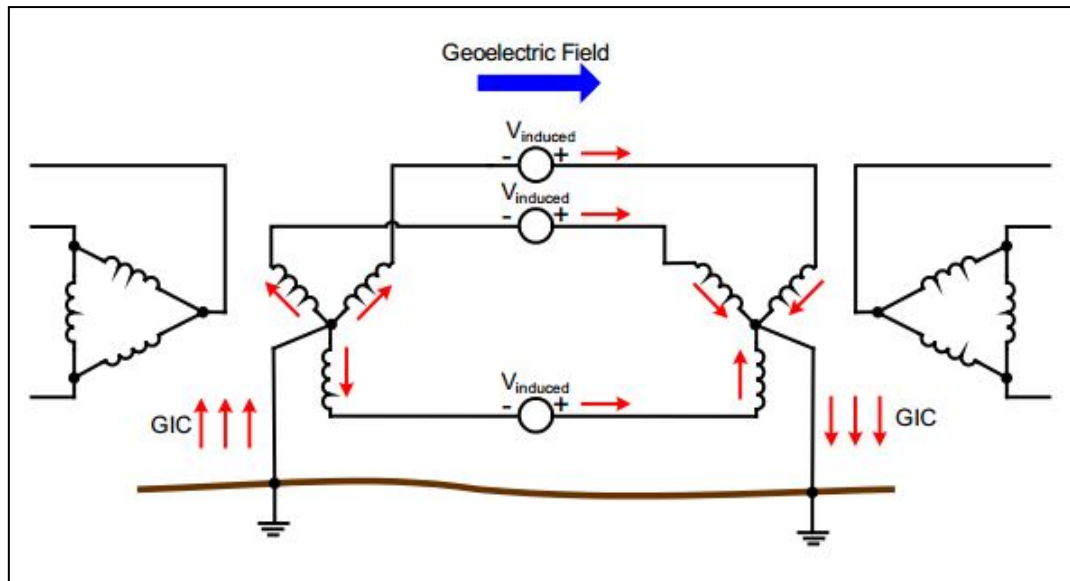 Geoelectric Field
Vinduced
- +
Vinduced
- +
Vinduced
- +
GIC
GIC